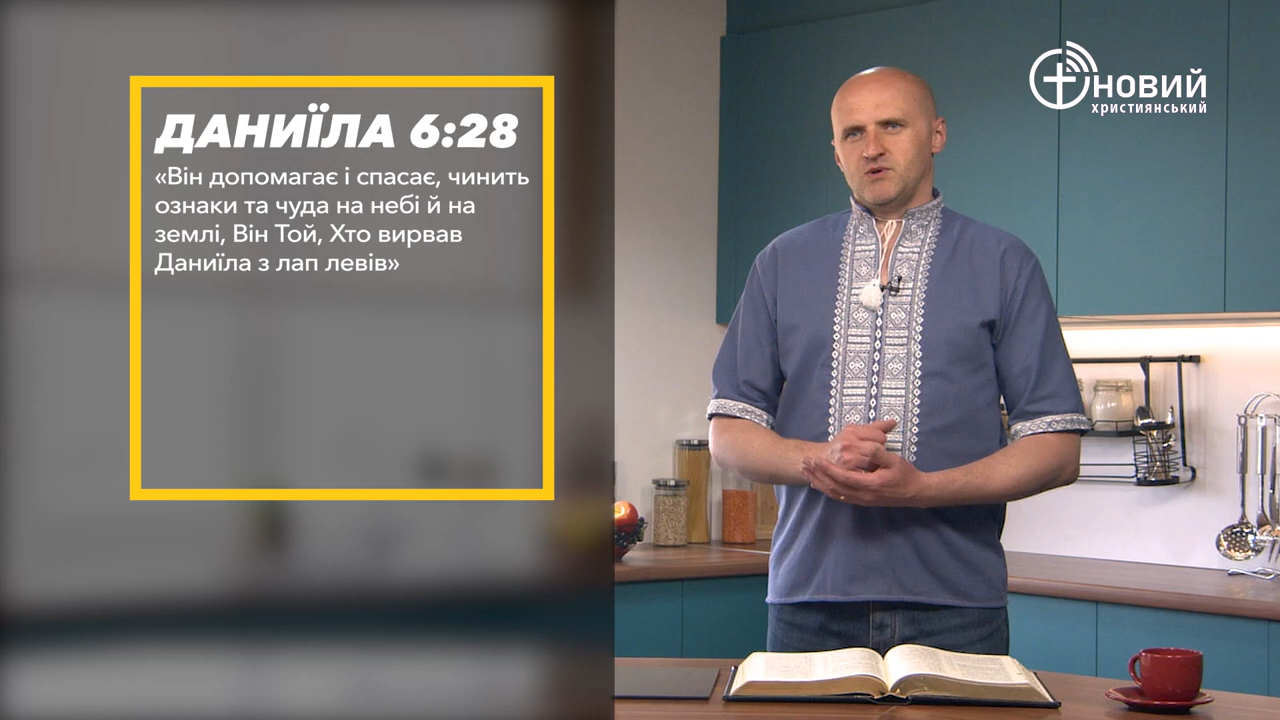 ДАНИЇЛА 6:28
«Він допомагає і спасає, чинить
ознаки та чуда на небі й на
землі, Він Той, Хто вирвав
Даниїла з лап левів»
НОВИЙ
християнський